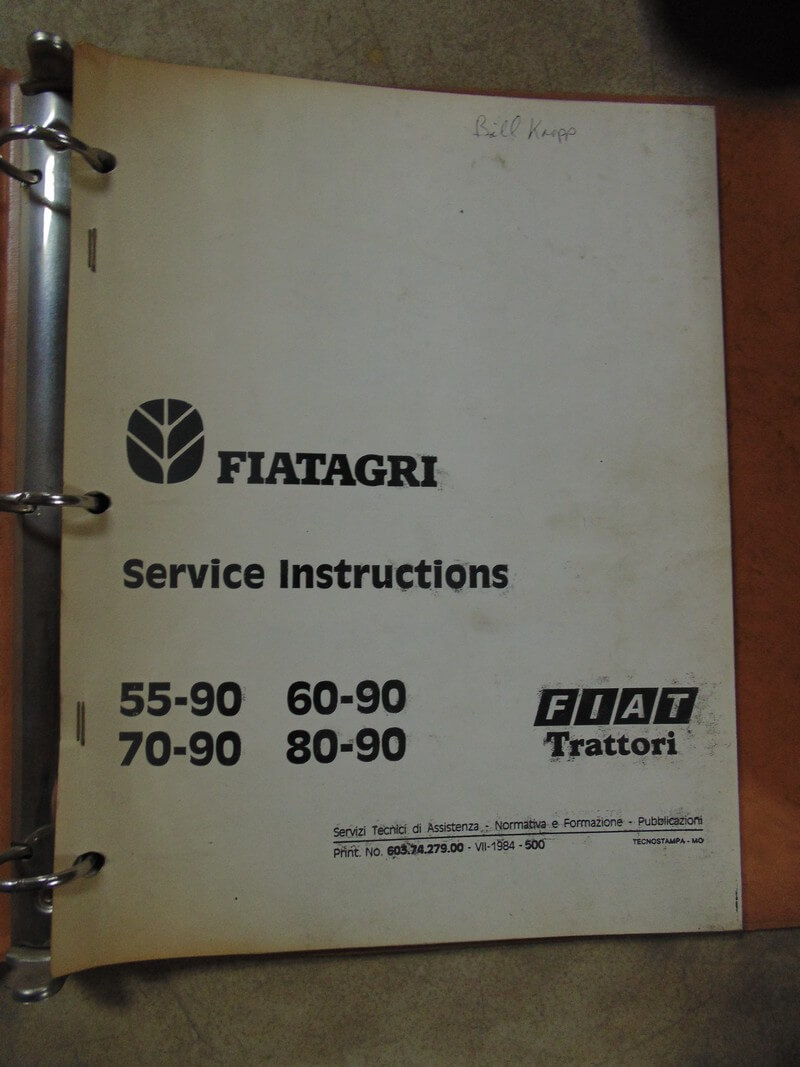 Bill Knopp
FIATAGRI
Service Instructions
55-90 60-90
70-90 80-90
FIAT
Trattori
Servizi Tecnici di Assistenza - Normativa e Formazione - Pubblicazioni
Print. No. 603.74.279.00 - VII-1984 - 500
TECNOSTAMPA - MO